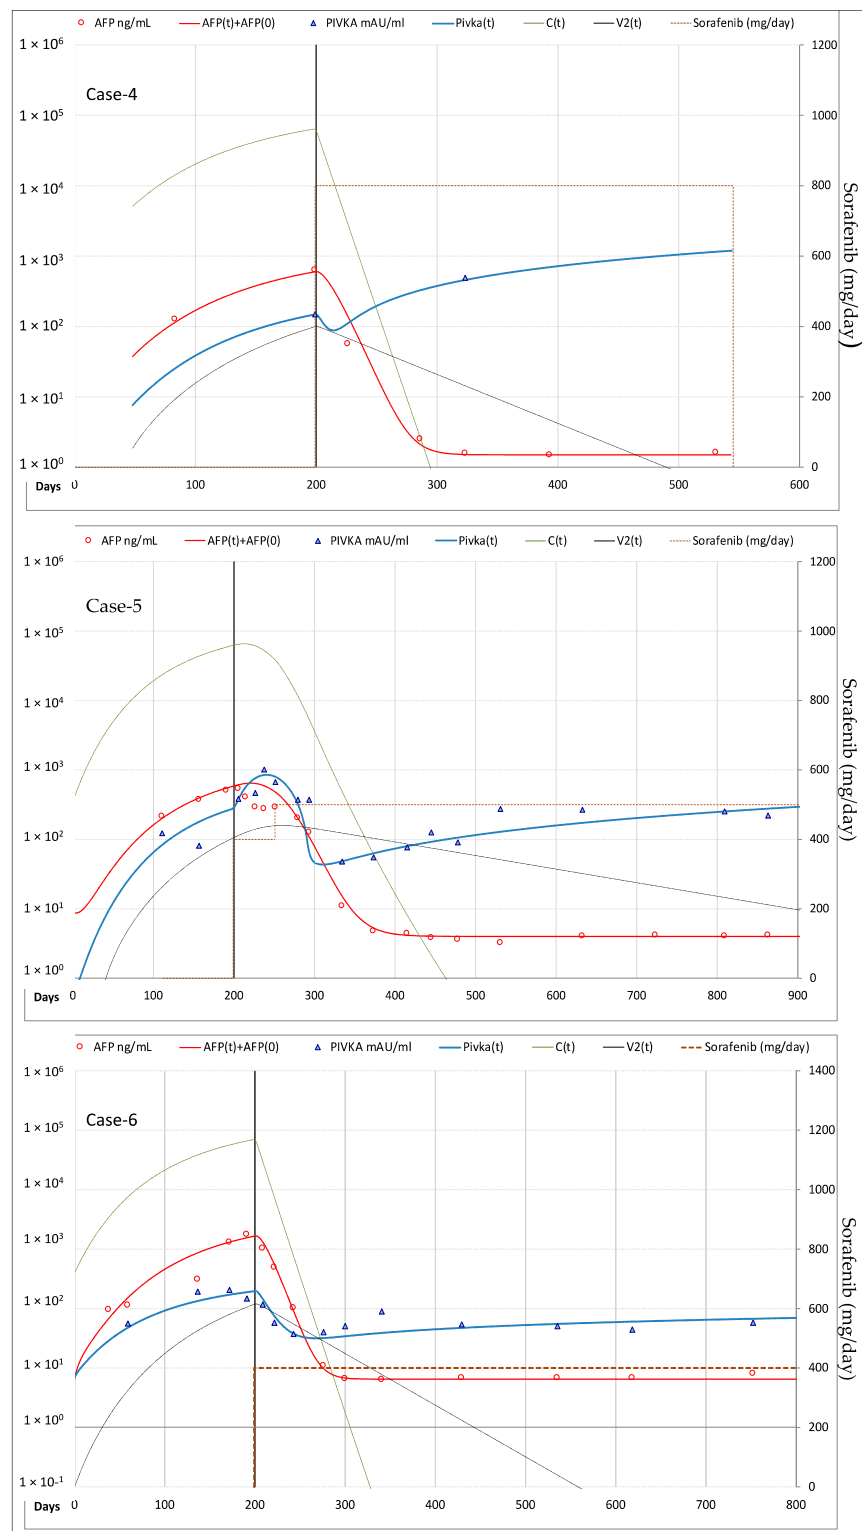 AFP ng/mL AFP(t)+AFP(0) PIVKA mAU/ml Pivka(t) C(t) V2(t) Sorafenib (mg/day)
1 × 10⁶ 1200
Case-4
1 × 10⁵ 1000
1 × 10⁴ 800
1 × 10³ 600
1 × 10² 400
1 × 10¹ 200
1 × 10⁰ 0
Sorafenib (mg/day)
Days 0 100 200 300 400 500 600
AFP ng/mL AFP(t)+AFP(0) PIVKA mAU/ml Pivka(t) C(t) V2(t) Sorafenib (mg/day)
1 × 10⁶ 1200
Case-5
1 × 10⁵ 1000
1 × 10⁴ 800
1 × 10³ 600
1 × 10² 400
1 × 10¹ 200
1 × 10⁰ 0
Sorafenib (mg/day)
Days 0 100 200 300 400 500 600 700 800 900
AFP ng/mL AFP(t)+AFP(0) PIVKA mAU/ml Pivka(t) C(t) V2(t) Sorafenib (mg/day)
1 × 10⁶ 1400
Case-6
1 × 10⁵ 1200
1 × 10⁴ 1000
1 × 10³ 800
1 × 10² 600
1 × 10¹ 400
1 × 10⁰ 200
1 × 10-¹ 0
Sorafenib (mg/day)
Days 0 100 200 300 400 500 600 700 800